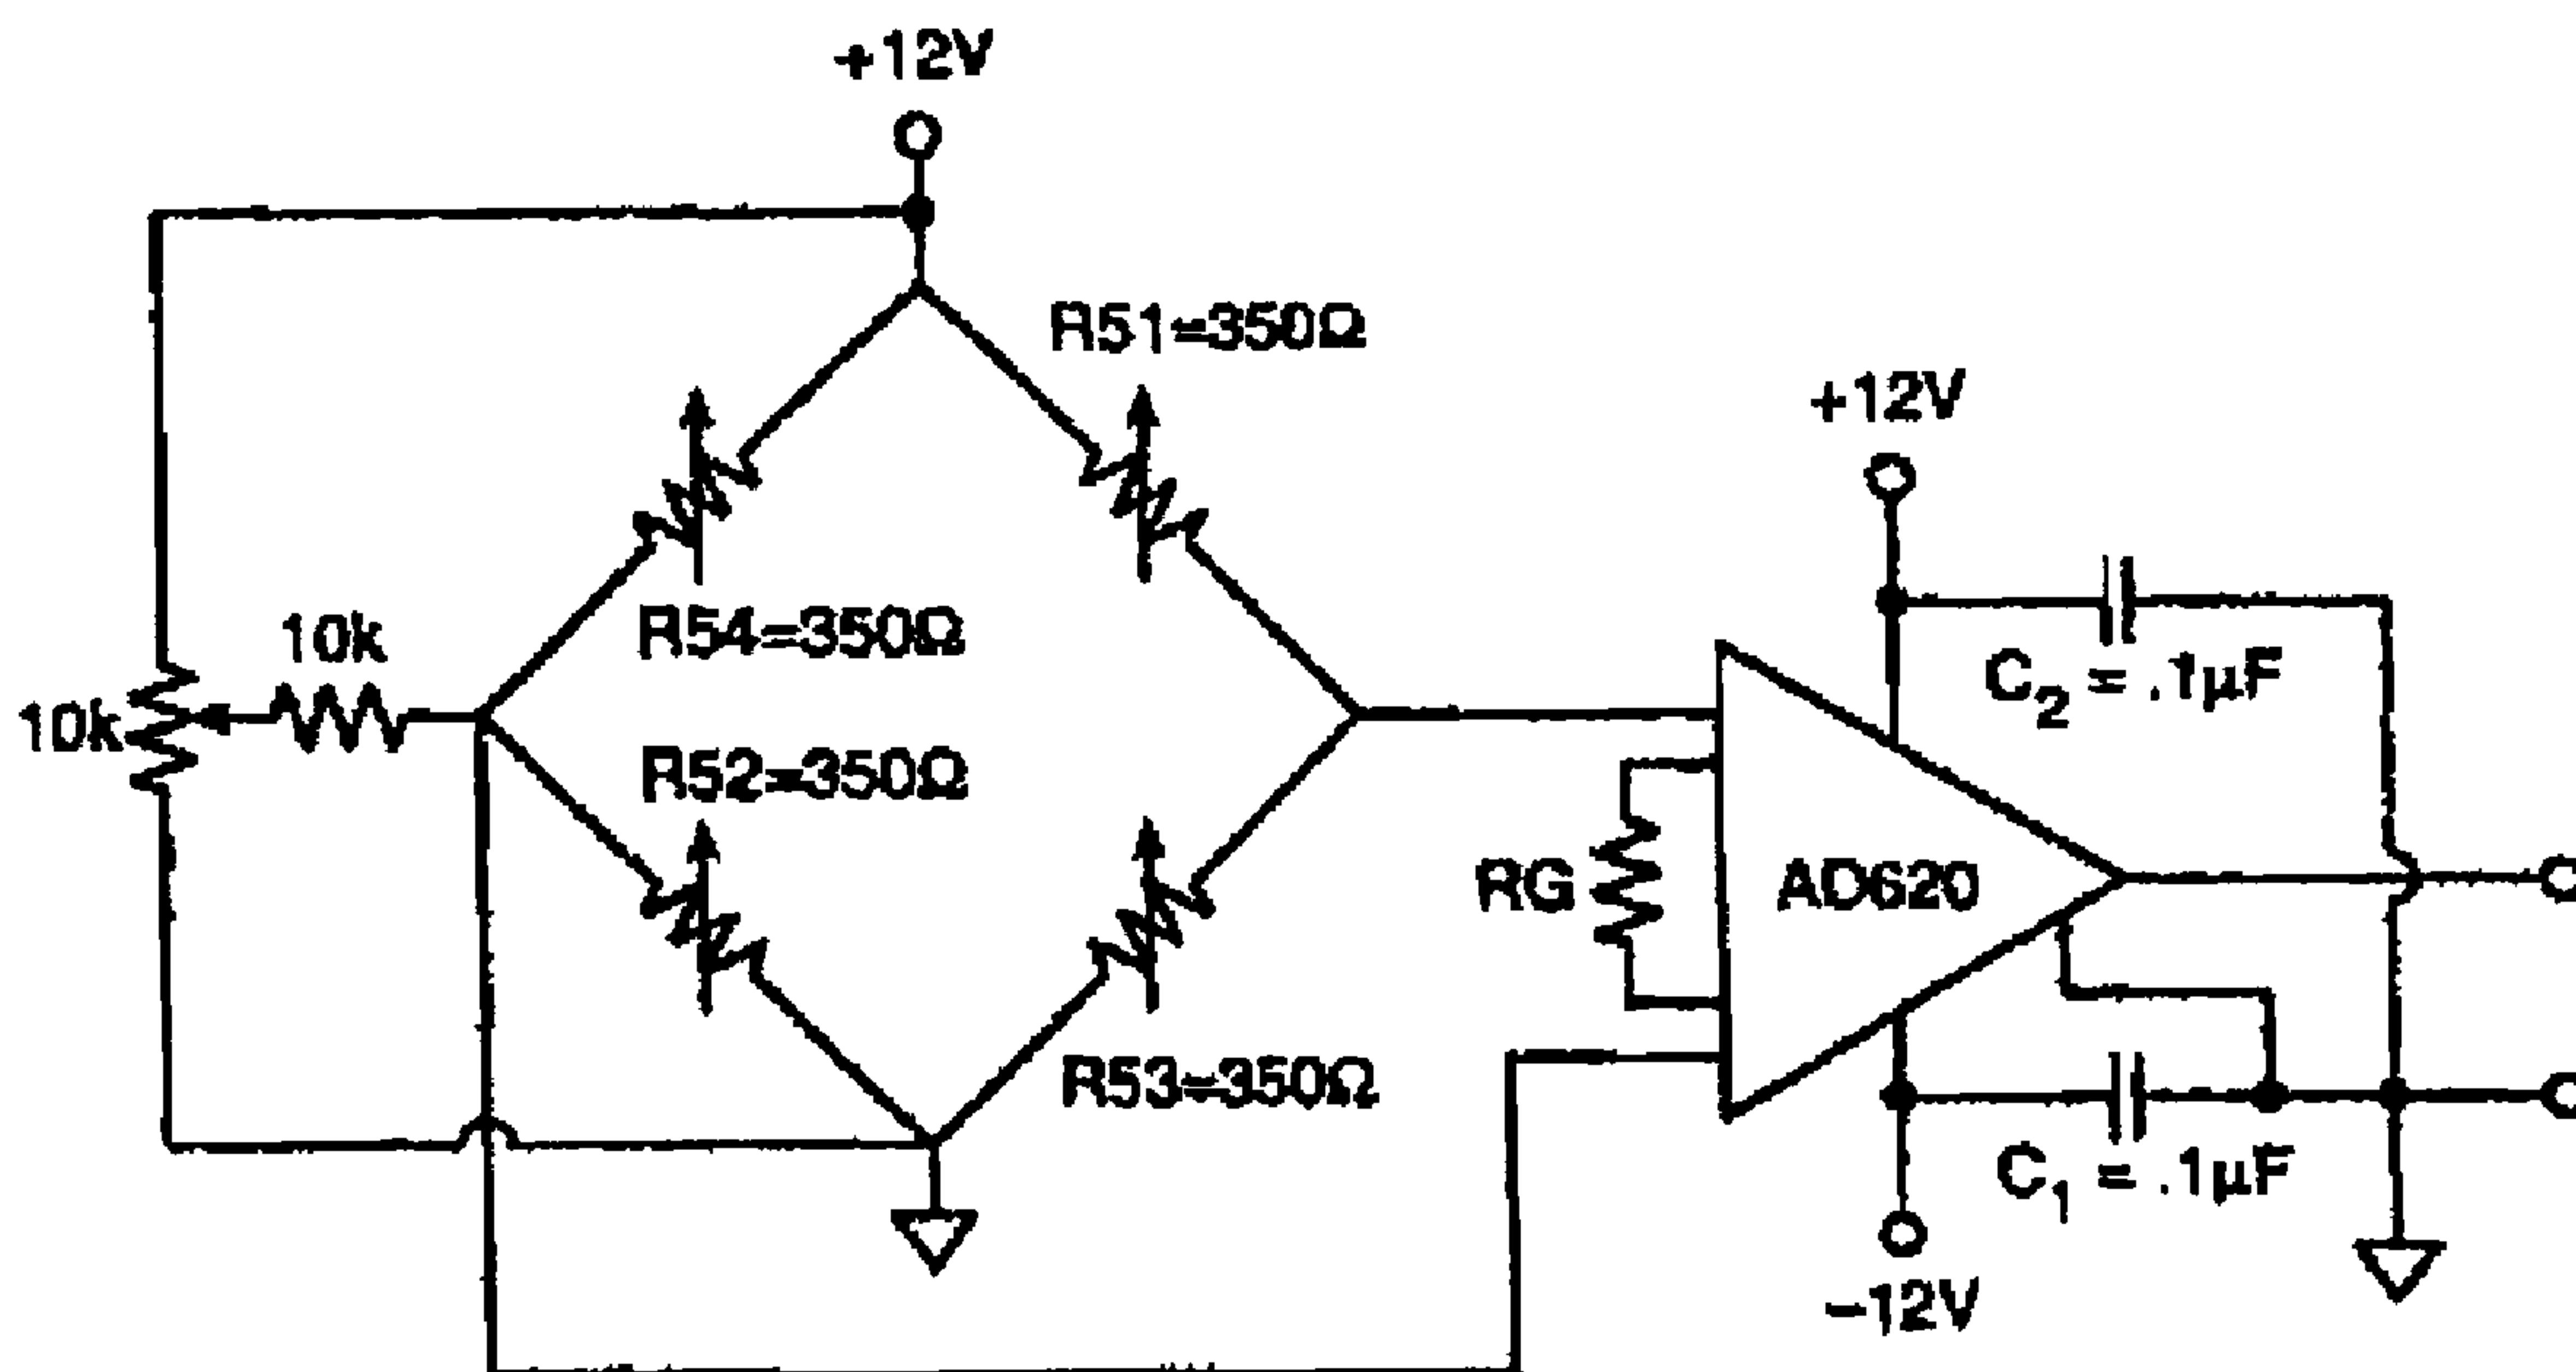 +12V
R51=350Ω
+12V
R54=350Ω
10k
C2 = .1μF
10k
R52=350Ω
RG
AD620
R53=350Ω
C1 = .1μF
−12V